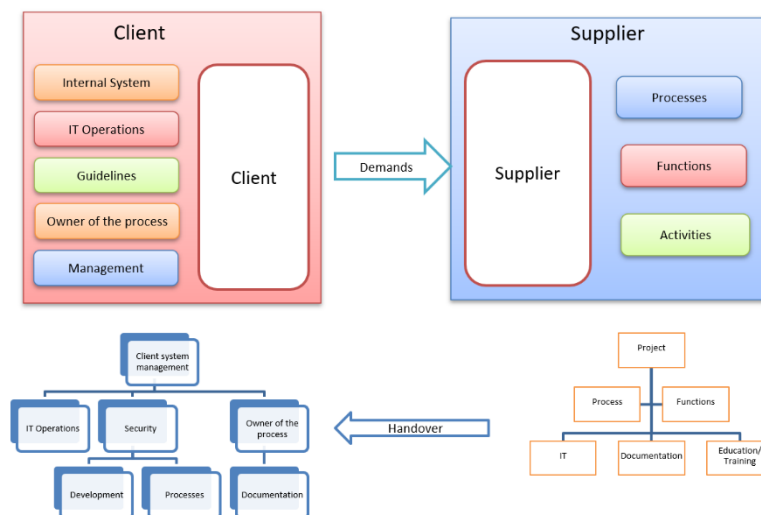 Client
Supplier
Internal System
IT Operations
Guidelines
Owner of the process
Management
Client
Demands
Supplier
Processes
Functions
Activities
Client system
management
IT Operations
Security
Owner of the
process
Development
Processes
Documentation
Handover
Project
Process
Functions
IT
Documentation
Education/
Training